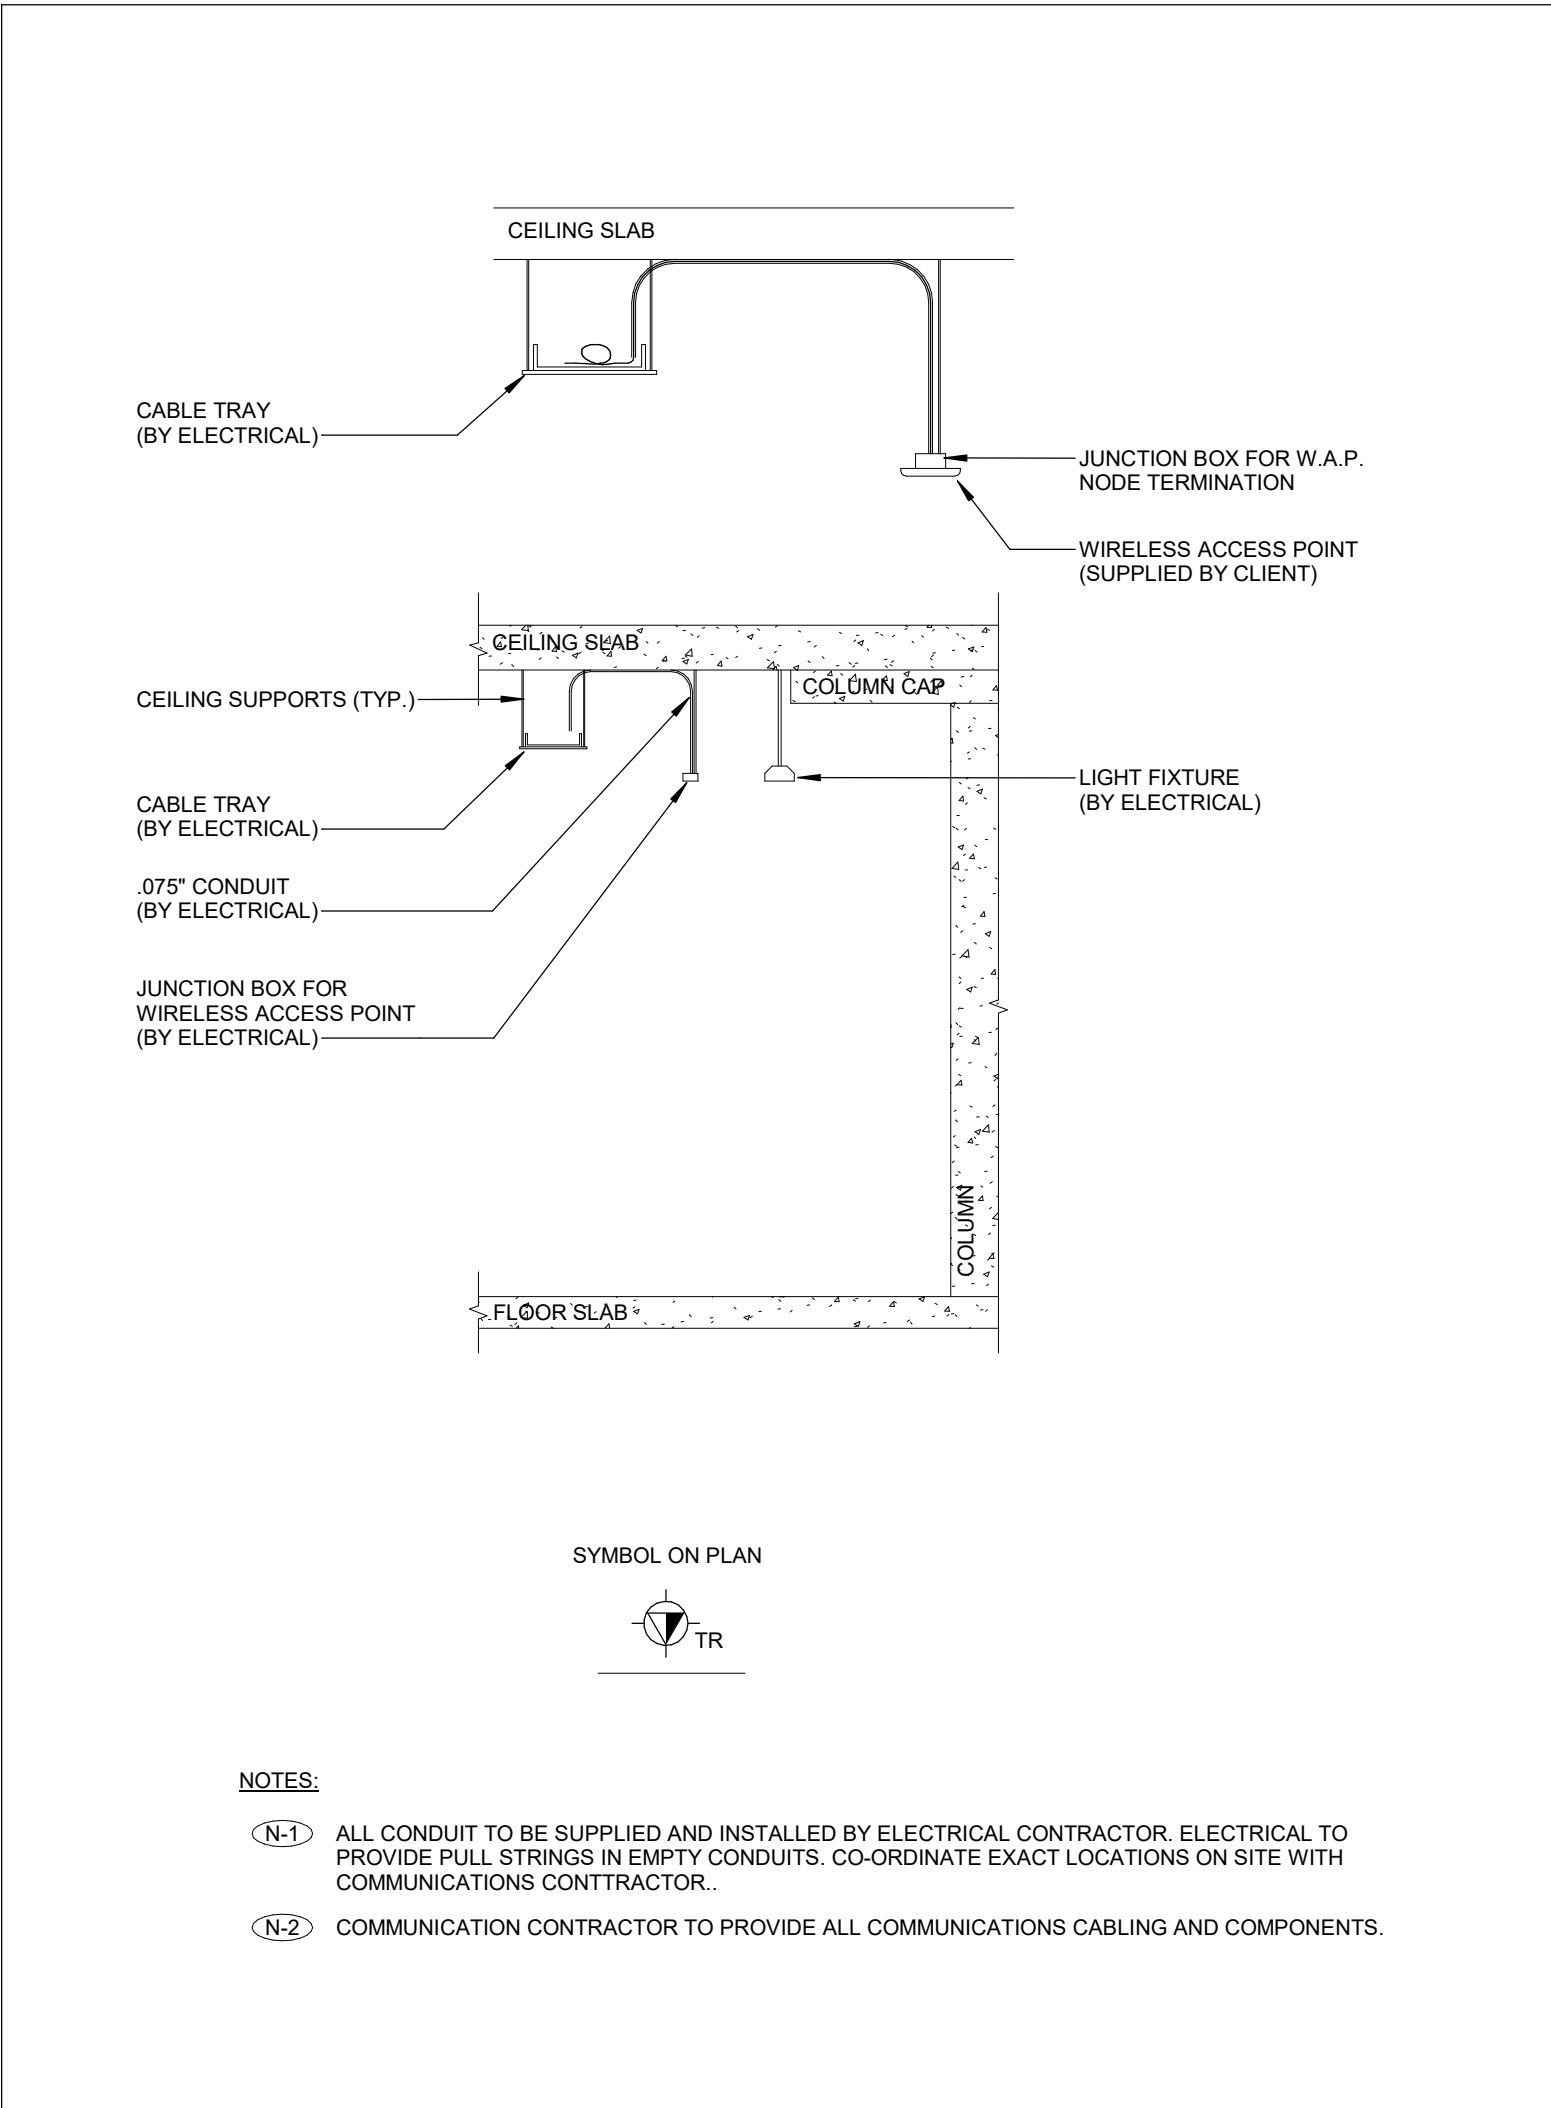 CEILING SLAB
CABLE TRAY
(BY ELECTRICAL)
JUNCTION BOX FOR W.A.P.
NODE TERMINATION
WIRELESS ACCESS POINT
(SUPPLIED BY CLIENT)
CEILING SLAB
COLUMN CAP
CEILING SUPPORTS (TYP.)
LIGHT FIXTURE
(BY ELECTRICAL)
CABLE TRAY
(BY ELECTRICAL)
.075" CONDUIT
(BY ELECTRICAL)
JUNCTION BOX FOR
WIRELESS ACCESS POINT
(BY ELECTRICAL)
COLUMN
FLOOR SLAB
SYMBOL ON PLAN
TR
NOTES:
N-1 ALL CONDUIT TO BE SUPPLIED AND INSTALLED BY ELECTRICAL CONTRACTOR. ELECTRICAL TO
PROVIDE PULL STRINGS IN EMPTY CONDUITS. CO-ORDINATE EXACT LOCATIONS ON SITE WITH
COMMUNICATIONS CONTTRACTOR..
N-2 COMMUNICATION CONTRACTOR TO PROVIDE ALL COMMUNICATIONS CABLING AND COMPONENTS.